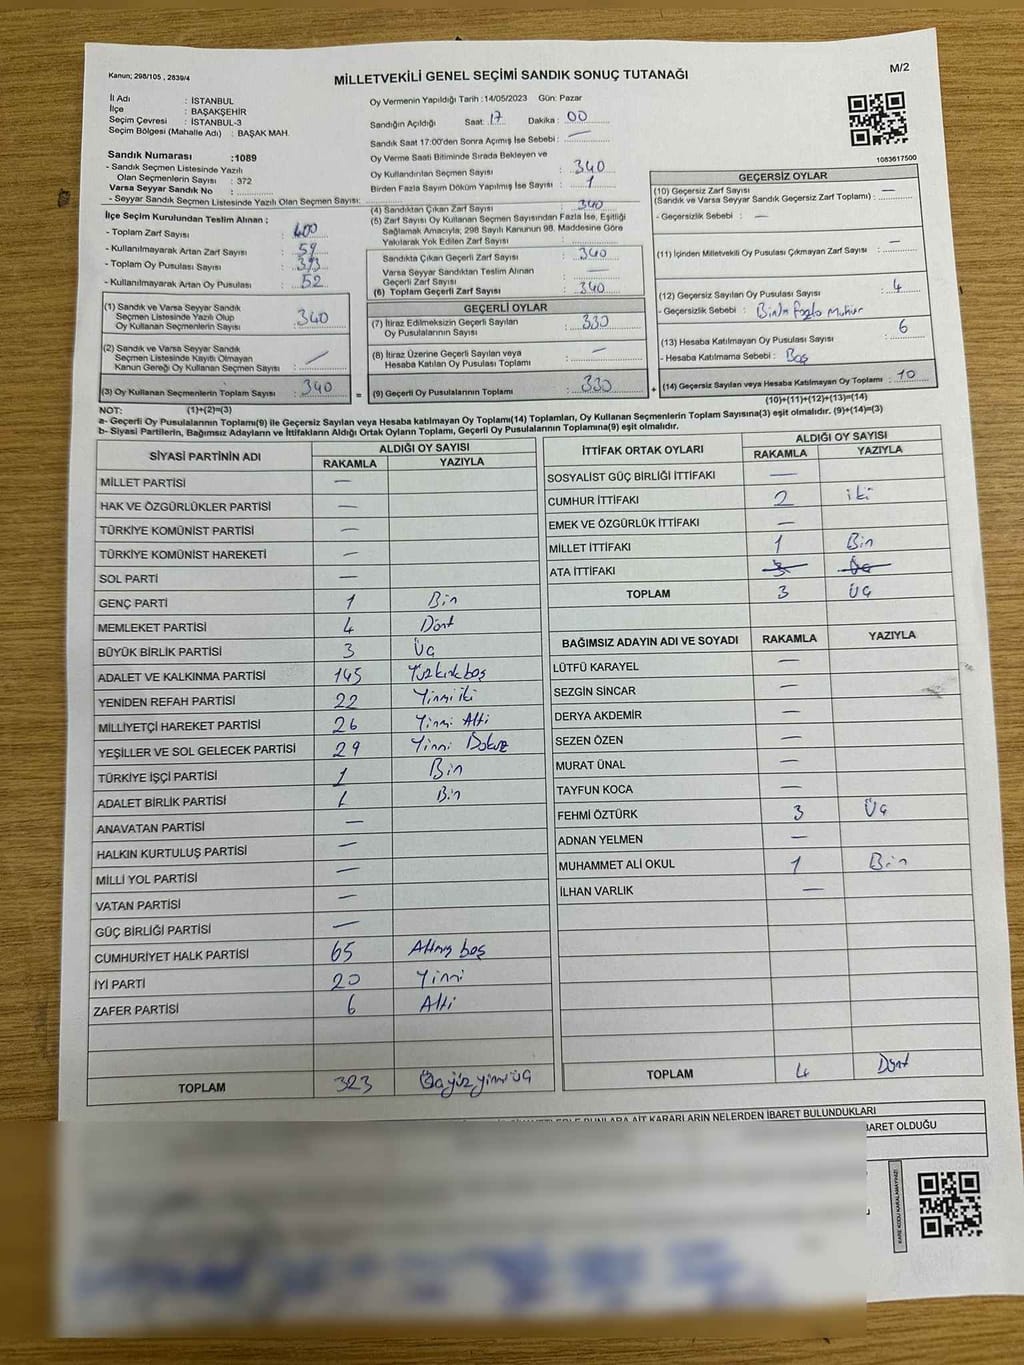 Kanun; 298/105 , 2839/4
MİLLETVEKİLİ GENEL SEÇİMİ SANDIK SONUÇ TUTANAĞI
M/2
İl Adı : İSTANBUL
İlçe : BAŞAKŞEHİR
Seçim Çevresi : İSTANBUL-3
Seçim Bölgesi (Mahalle Adı) : BAŞAK MAH.
Sandık Numarası :1089
- Sandık Seçmen Listesinde Yazılı
Olan Seçmenlerin Sayısı : 372
Varsa Seyyar Sandık No :
- Seyyar Sandık Seçmen Listesinde Yazılı Olan Seçmen Sayısı:
İlçe Seçim Kurulundan Teslim Alınan ;
- Toplam Zarf Sayısı : 400
- Kullanılmayarak Artan Zarf Sayısı : 59
- Toplam Oy Pusulası Sayısı : 393
- Kullanılmayarak Artan Oy Pusulası : 52
(1) Sandık ve Varsa Seyyar Sandık
Seçmen Listesinde Yazılı Olup
Oy Kullanan Seçmenlerin Sayısı : 340
(2) Sandık ve Varsa Seyyar Sandık
Seçmen Listesinde Kayıtlı Olmayan
Kanun Gereği Oy Kullanan Seçmen Sayısı : /
(3) Oy Kullanan Seçmenlerin Toplam Sayısı : 340
Oy Vermenin Yapıldığı Tarih :14/05/2023 Gün: Pazar
Sandığın Açıldığı Saat: 17 Dakika : 00
Sandık Saat 17:00'den Sonra Açımış İse Sebebi : —
Oy Verme Saati Bitiminde Sırada Bekleyen ve
Oy Kullandırılan Seçmen Sayısı : 340
Birden Fazla Sayım Döküm Yapılmış İse Sayısı : 1
(4) Sandıktan Çıkan Zarf Sayısı : 340
(5) Zarf Sayısı Oy Kullanan Seçmen Sayısından Fazla İse, Eşitliği
Sağlamak Amacıyla; 298 Sayılı Kanunun 98. Maddesine Göre
Yakılarak Yok Edilen Zarf Sayısı :
Sandıkta Çıkan Geçerli Zarf Sayısı : 340
Varsa Seyyar Sandıktan Teslim Alınan
Geçerli Zarf Sayısı : —
(6) Toplam Geçerli Zarf Sayısı : 340
GEÇERLİ OYLAR
(7) İtiraz Edilmeksizin Geçerli Sayılan
Oy Pusulalarının Sayısı : 330
(8) İtiraz Üzerine Geçerli Sayılan veya
Hesaba Katılan Oy Pusulası Toplamı : —
= (9) Geçerli Oy Pusulalarının Toplamı : 330
1083617500
GEÇERSİZ OYLAR
(10) Geçersiz Zarf Sayısı
(Sandık ve Varsa Seyyar Sandık Geçersiz Zarf Toplamı) : —
- Geçersizlik Sebebi : —
(11) İçinden Milletvekili Oy Pusulası Çıkmayan Zarf Sayısı : —
(12) Geçersiz Sayılan Oy Pusulası Sayısı : 4
- Geçersizlik Sebebi : Birden fazla Mühür
(13) Hesaba Katılmayan Oy Pusulası Sayısı : 6
- Hesaba Katılmama Sebebi : Boş
+ (14) Geçersiz Sayılan veya Hesaba Katılmayan Oy Toplamı : 10
(10)+(11)+(12)+(13)=(14)
NOT: (1)+(2)=(3)
a- Geçerli Oy Pusulalarının Toplamı(9) ile Geçersiz Sayılan veya Hesaba katılmayan Oy Toplamı(14) Toplamları, Oy Kullanan Seçmenlerin Toplam Sayısına(3) eşit olmalıdır. (9)+(14)=(3)
b- Siyasi Partilerin, Bağımsız Adayların ve İttifakların Aldığı Ortak Oyların Toplamı, Geçerli Oy Pusulalarının Toplamına(9) eşit olmalıdır.
SİYASİ PARTİNİN ADI ALDIĞI OY SAYISI
RAKAMLA YAZIYLA
MİLLET PARTİSİ —
HAK VE ÖZGÜRLÜKLER PARTİSİ —
TÜRKİYE KOMÜNİST PARTİSİ —
TÜRKİYE KOMÜNİST HAREKETİ —
SOL PARTİ —
GENÇ PARTİ 1 Bir
MEMLEKET PARTİSİ 4 Dört
BÜYÜK BİRLİK PARTİSİ 3 Üç
ADALET VE KALKINMA PARTİSİ 145 Yüzkırkbeş
YENİDEN REFAH PARTİSİ 22 Yirmi iki
MİLLİYETÇİ HAREKET PARTİSİ 26 Yirmi Altı
YEŞİLLER VE SOL GELECEK PARTİSİ 29 Yirmi Dokuz
TÜRKİYE İŞÇİ PARTİSİ 1 Bir
ADALET BİRLİK PARTİSİ 1 Bir
ANAVATAN PARTİSİ —
HALKIN KURTULUŞ PARTİSİ —
MİLLİ YOL PARTİSİ —
VATAN PARTİSİ —
GÜÇ BİRLİĞİ PARTİSİ —
CUMHURİYET HALK PARTİSİ 65 Altmış beş
İYİ PARTİ 20 Yirmi
ZAFER PARTİSİ 6 Altı
TOPLAM 323 Üçyüz yirmi üç
İTTİFAK ORTAK OYLARI ALDIĞI OY SAYISI
RAKAMLA YAZIYLA
SOSYALİST GÜÇ BİRLİĞİ İTTİFAKI —
CUMHUR İTTİFAKI 2 iki
EMEK VE ÖZGÜRLÜK İTTİFAKI —
MİLLET İTTİFAKI 1 Bir
ATA İTTİFAKI 3 Üç
TOPLAM 3 Üç
BAĞIMSIZ ADAYIN ADI VE SOYADI RAKAMLA YAZIYLA
LÜTFÜ KARAYEL —
SEZGİN SİNCAR —
DERYA AKDEMİR —
SEZEN ÖZEN —
MURAT ÜNAL —
TAYFUN KOCA —
FEHMİ ÖZTÜRK 3 Üç
ADNAN YELMEN —
MUHAMMET ALİ OKUL 1 Bir
İLHAN VARLIK —
TOPLAM 4 Dört
BUNLARA AİT KARARLARIN NELERDEN İBARET BULUNDUKLARI
BARET OLDUĞU
KARE KODU KARALAMAYINIZ!